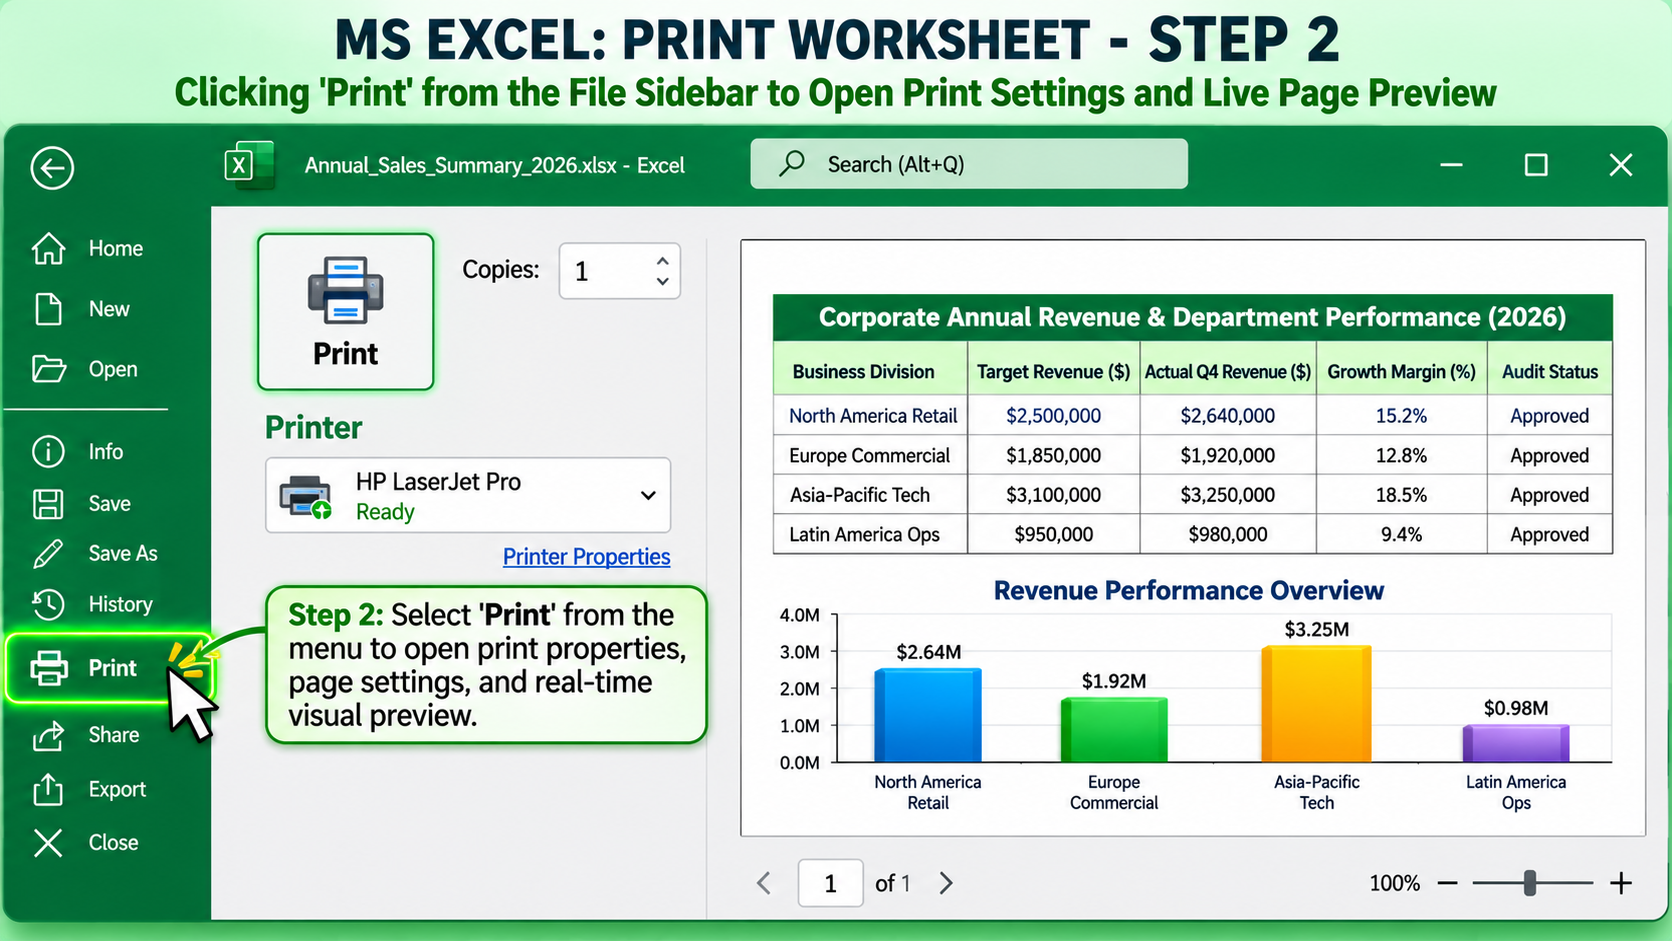 MS EXCEL: PRINT WORKSHEET - STEP 2
Clicking 'Print' from the File Sidebar to Open Print Settings and Live Page Preview
Annual_Sales_Summary_2026.xlsx - Excel
Search (Alt+Q)
Home
New
Open
Info
Save
Save As
History
Print
Share
Export
Close
Print
Copies: 1
Printer
HP LaserJet Pro
Ready
Printer Properties
Step 2: Select 'Print' from the
menu to open print properties,
page settings, and real-time
visual preview.
Corporate Annual Revenue & Department Performance (2026)
Business Division Target Revenue ($) Actual Q4 Revenue ($) Growth Margin (%) Audit Status
North America Retail $2,500,000 $2,640,000 15.2% Approved
Europe Commercial $1,850,000 $1,920,000 12.8% Approved
Asia-Pacific Tech $3,100,000 $3,250,000 18.5% Approved
Latin America Ops $950,000 $980,000 9.4% Approved
Revenue Performance Overview
4.0M
3.0M
2.0M
1.0M
0.0M
$2.64M
$1.92M
$3.25M
$0.98M
North America
Retail
Europe
Commercial
Asia-Pacific
Tech
Latin America
Ops
1 of 1
100%